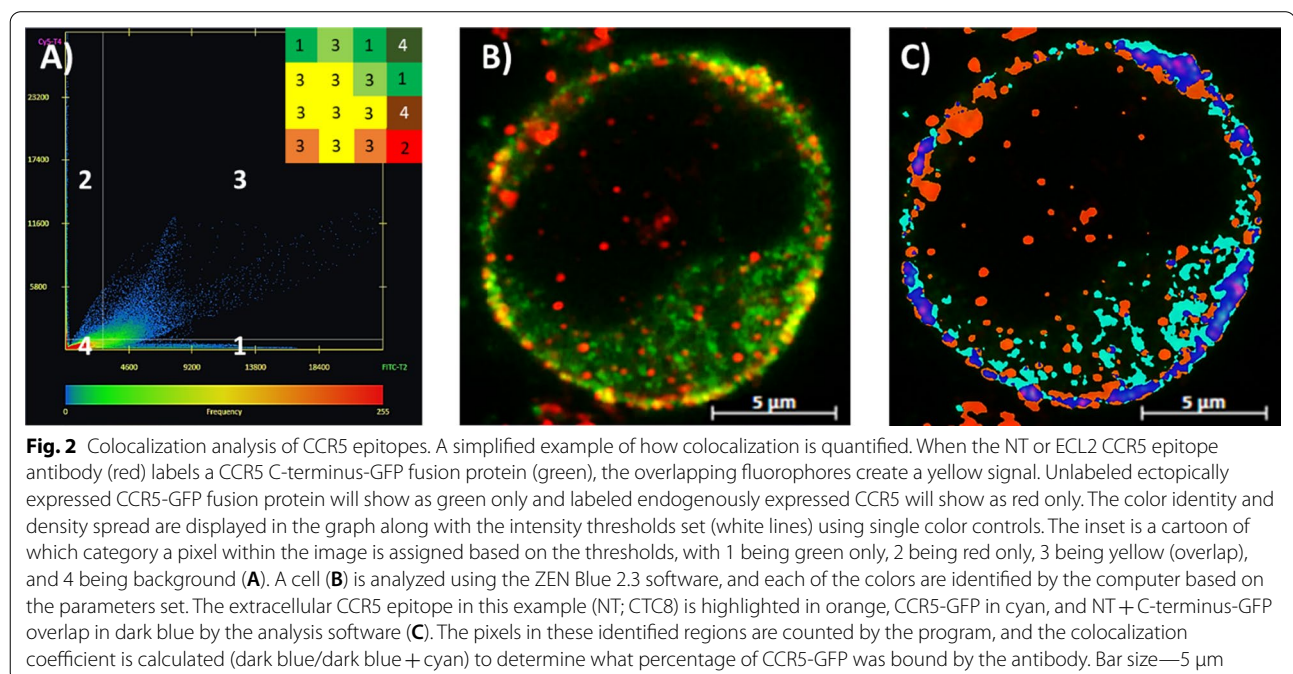 A)
Cy5-T4
23200
17400
11600
5800
2
3
4
1
4600
9200
13800
18400
FITC-T2
0
Frequency
255
1 3 1 4
3 3 3 1
3 3 3 4
3 3 3 2
B)
5 µm
C)
5 µm
Fig. 2 Colocalization analysis of CCR5 epitopes. A simplified example of how colocalization is quantified. When the NT or ECL2 CCR5 epitope
antibody (red) labels a CCR5 C-terminus-GFP fusion protein (green), the overlapping fluorophores create a yellow signal. Unlabeled ectopically
expressed CCR5-GFP fusion protein will show as green only and labeled endogenously expressed CCR5 will show as red only. The color identity and
density spread are displayed in the graph along with the intensity thresholds set (white lines) using single color controls. The inset is a cartoon of
which category a pixel within the image is assigned based on the thresholds, with 1 being green only, 2 being red only, 3 being yellow (overlap),
and 4 being background (A). A cell (B) is analyzed using the ZEN Blue 2.3 software, and each of the colors are identified by the computer based on
the parameters set. The extracellular CCR5 epitope in this example (NT; CTC8) is highlighted in orange, CCR5-GFP in cyan, and NT + C-terminus-GFP
overlap in dark blue by the analysis software (C). The pixels in these identified regions are counted by the program, and the colocalization
coefficient is calculated (dark blue/dark blue + cyan) to determine what percentage of CCR5-GFP was bound by the antibody. Bar size—5 µm